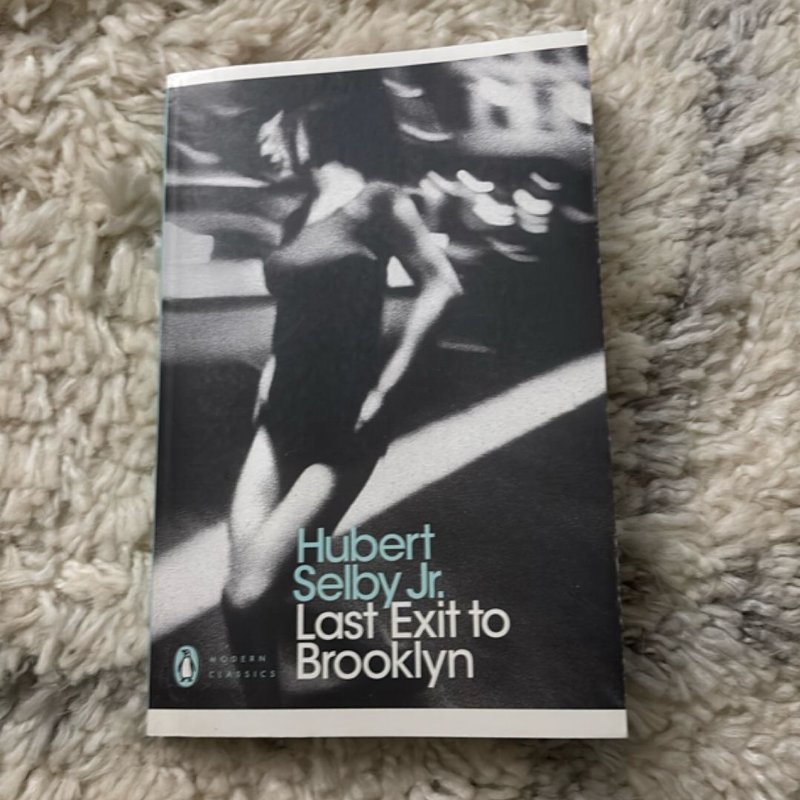 Hubert
Selby Jr.
Last Exit to
Brooklyn
MODERN
CLASSICS